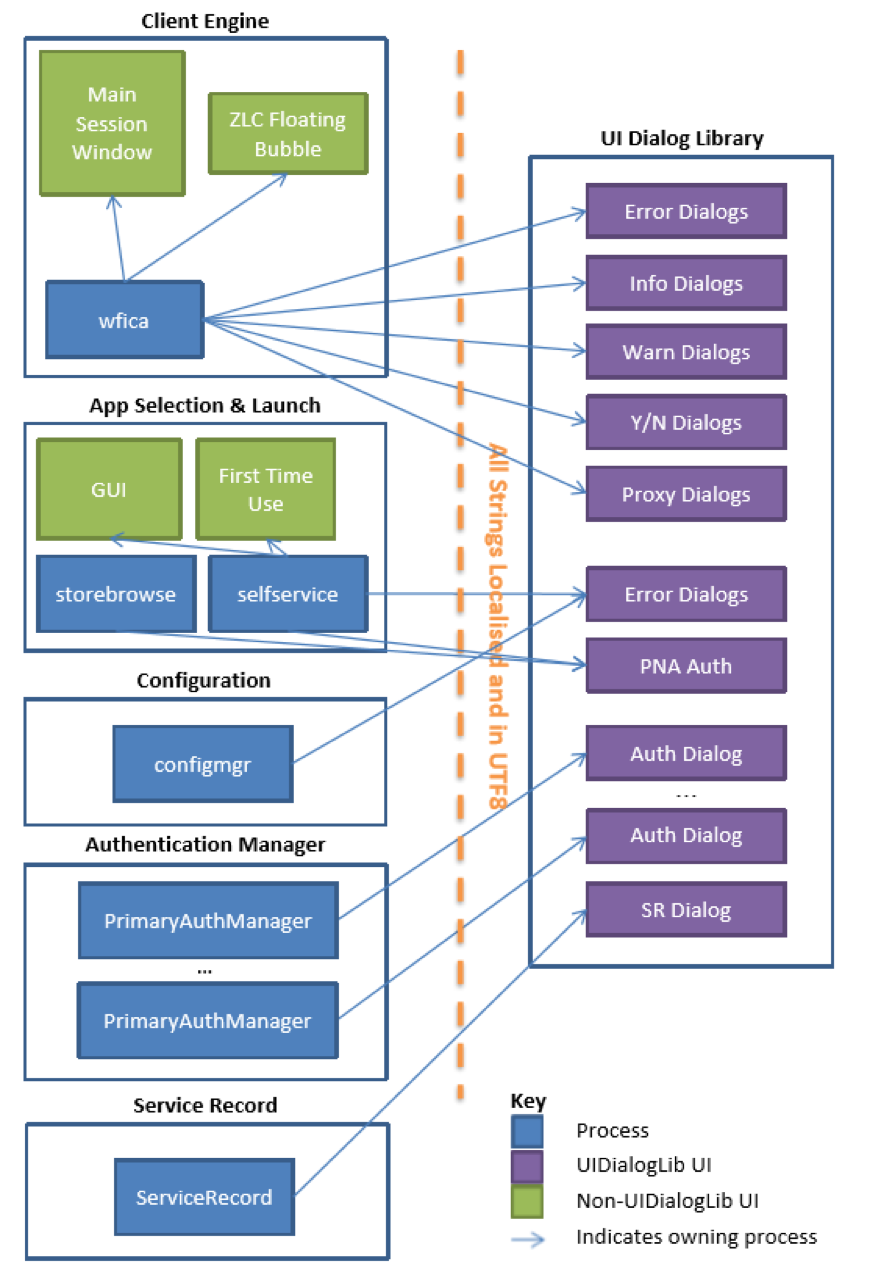 Client Engine
Main
Session
Window
ZLC Floating
Bubble
wfica
App Selection & Launch
GUI
First Time
Use
storebrowse
selfservice
Configuration
configmgr
Authentication Manager
PrimaryAuthManager
...
PrimaryAuthManager
Service Record
ServiceRecord
All Strings Localised and in UTF8
UI Dialog Library
Error Dialogs
Info Dialogs
Warn Dialogs
Y/N Dialogs
Proxy Dialogs
Error Dialogs
PNA Auth
Auth Dialog
...
Auth Dialog
SR Dialog
Key
Process
UIDialogLib UI
Non-UIDialogLib UI
Indicates owning process